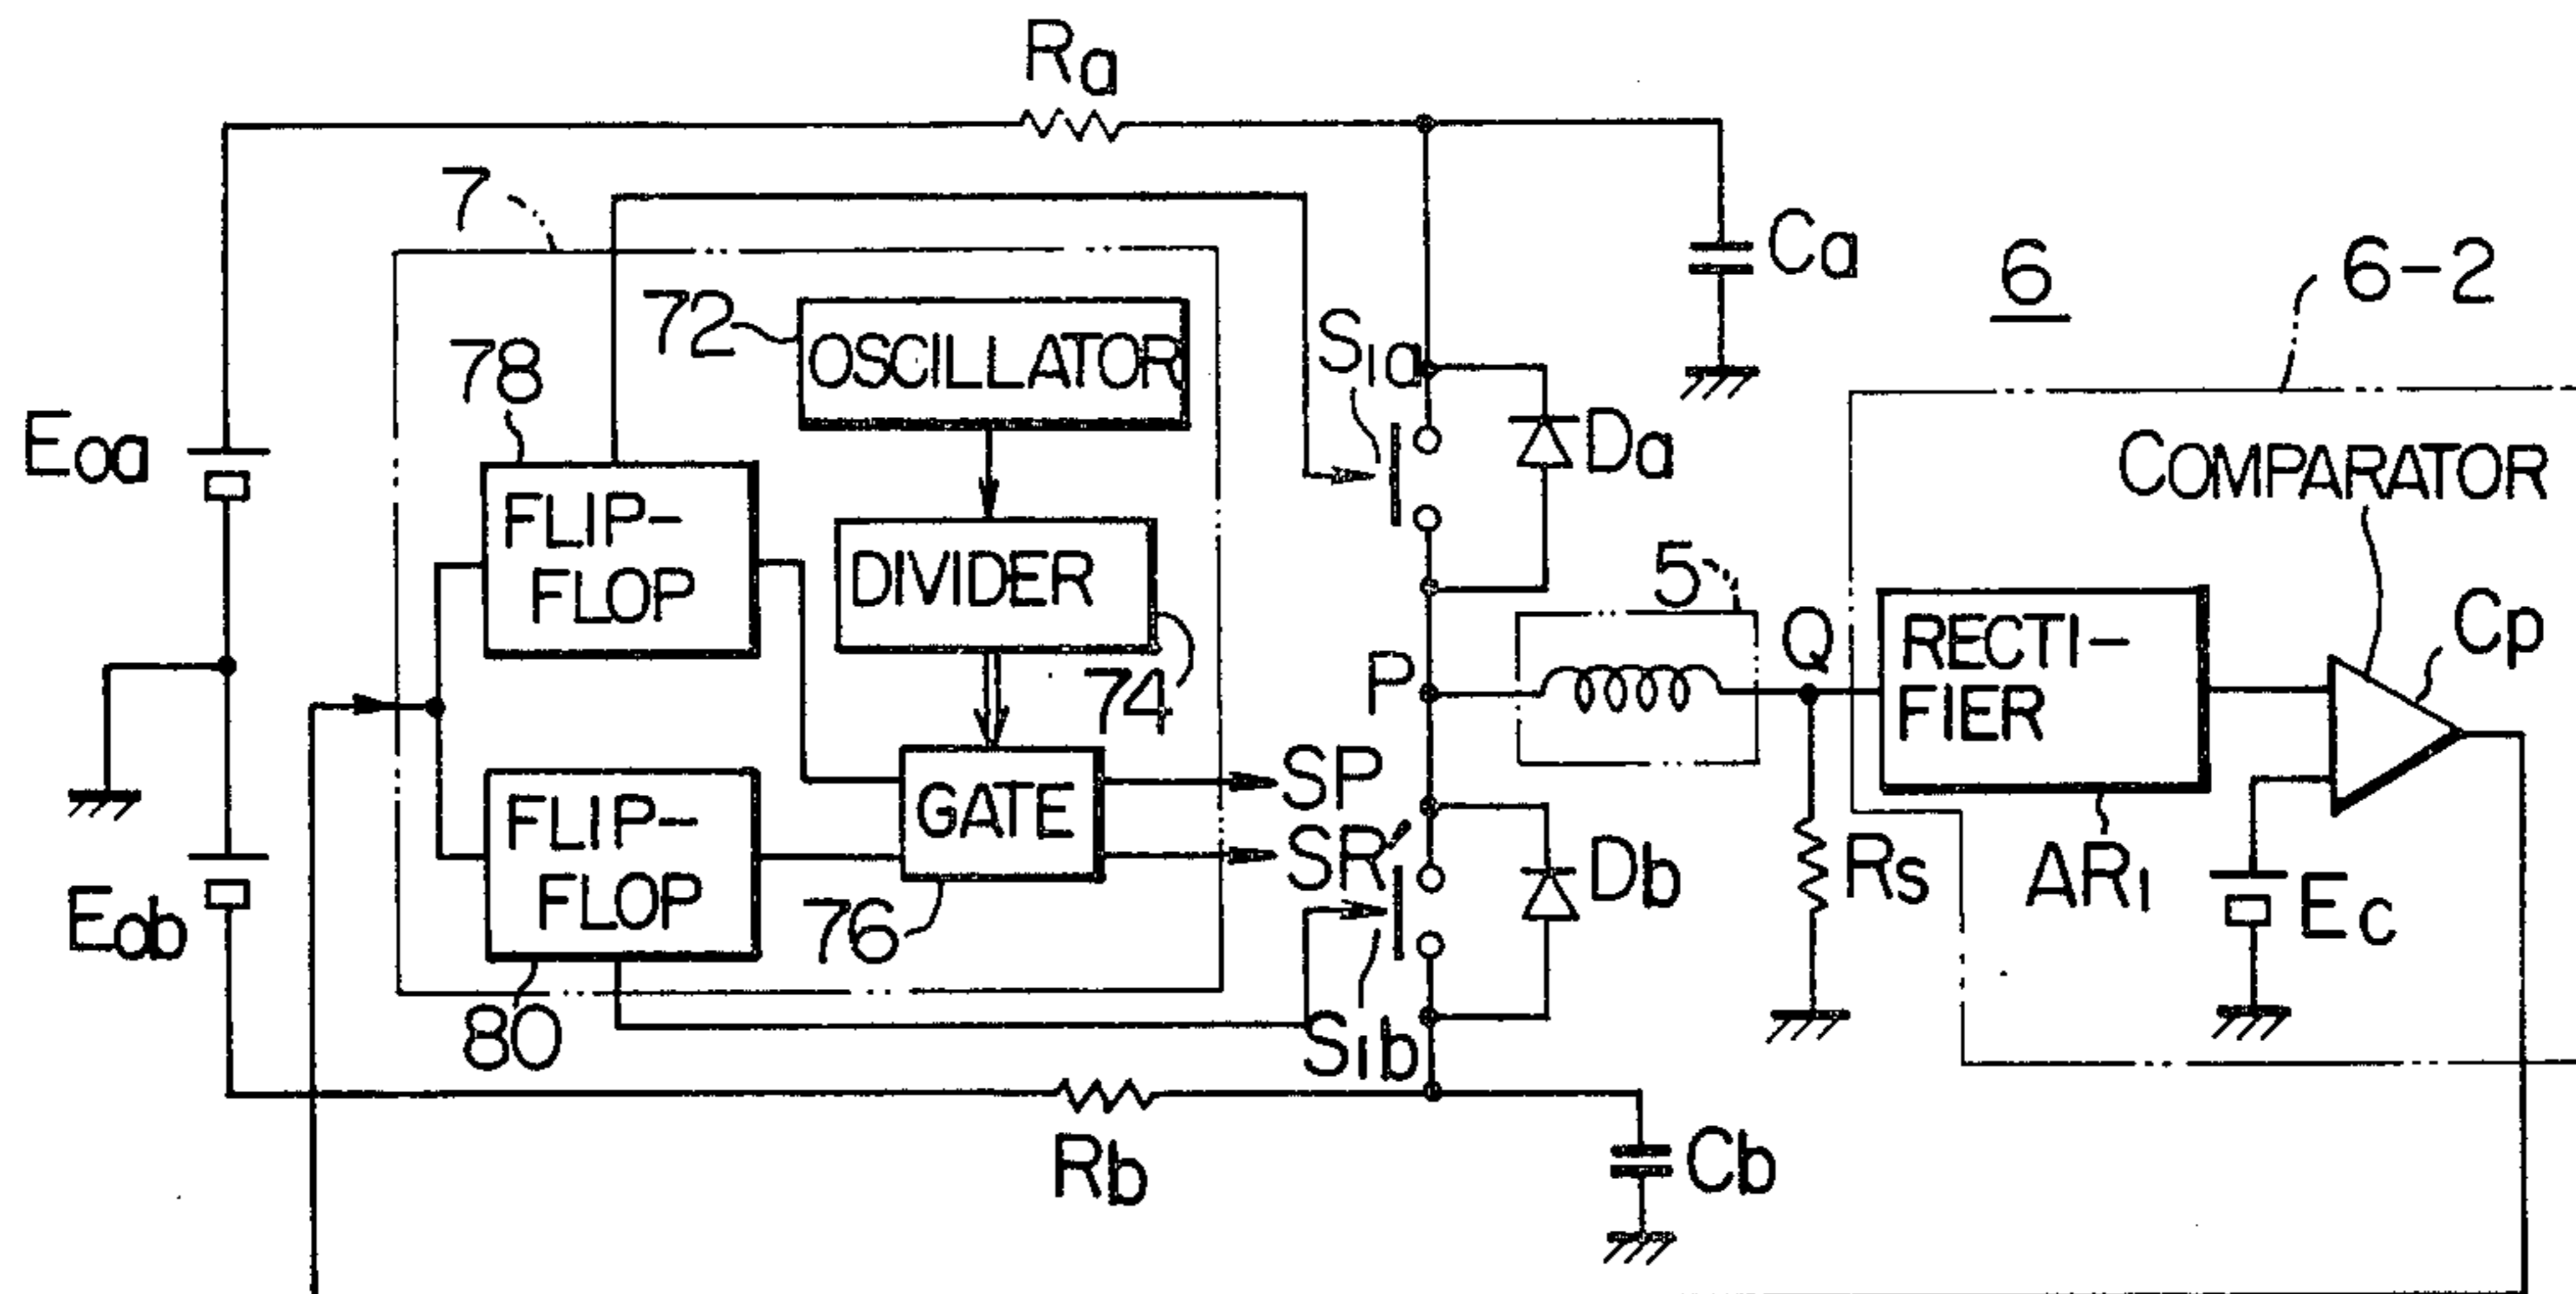 Ra
7
Ca
6
6-2
72
OSCILLATOR
S1a
78
Eoa
Da
COMPARATOR
FLIP-
FLOP
DIVIDER
5
Q
RECTI-
FIER
Cp
74
P
SP
GATE
FLIP-
FLOP
SR'
Db
Rs
AR1
Ec
Eob
76
80
S1b
Rb
Cb